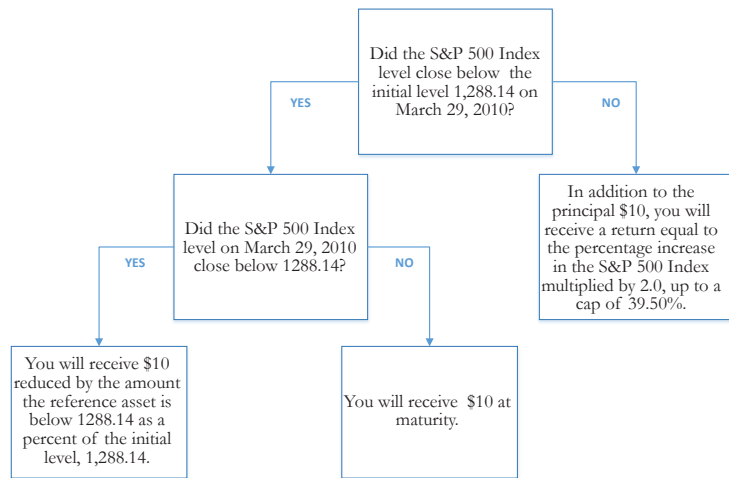 Did the S&P 500 Index
level close below the
initial level 1,288.14 on
March 29, 2010?
YES
NO
Did the S&P 500 Index
level on March 29, 2010
close below 1288.14?
In addition to the
principal $10, you will
receive a return equal to
the percentage increase
in the S&P 500 Index
multiplied by 2.0, up to a
cap of 39.50%.
YES
NO
You will receive $10
reduced by the amount
the reference asset is
below 1288.14 as a
percent of the initial
level, 1,288.14.
You will receive $10 at
maturity.